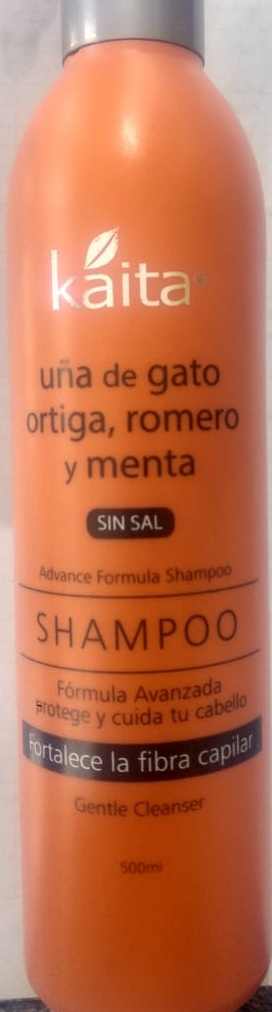 kaita®
uña de gato
ortiga, romero
y menta
SIN SAL
Advance Formula Shampoo
SHAMPOO
Fórmula Avanzada
protege y cuida tu cabello
Fortalece la fibra capilar
Gentle Cleanser
500ml